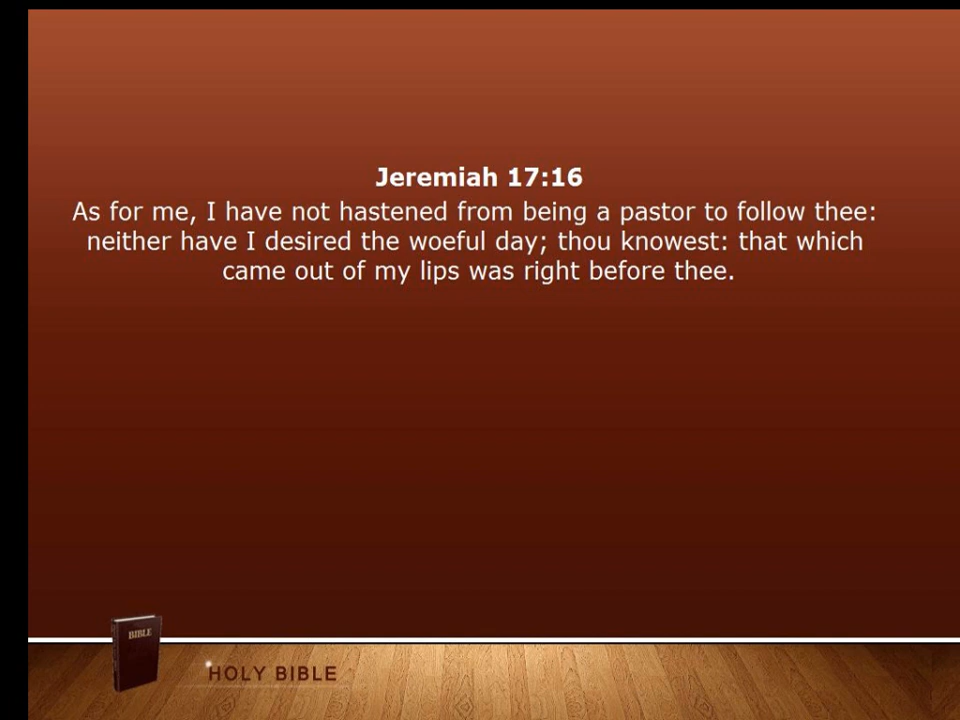 Jeremiah 17:16
As for me, I have not hastened from being a pastor to follow thee:
neither have I desired the woeful day; thou knowest: that which
came out of my lips was right before thee.
BIBLE
HOLY BIBLE